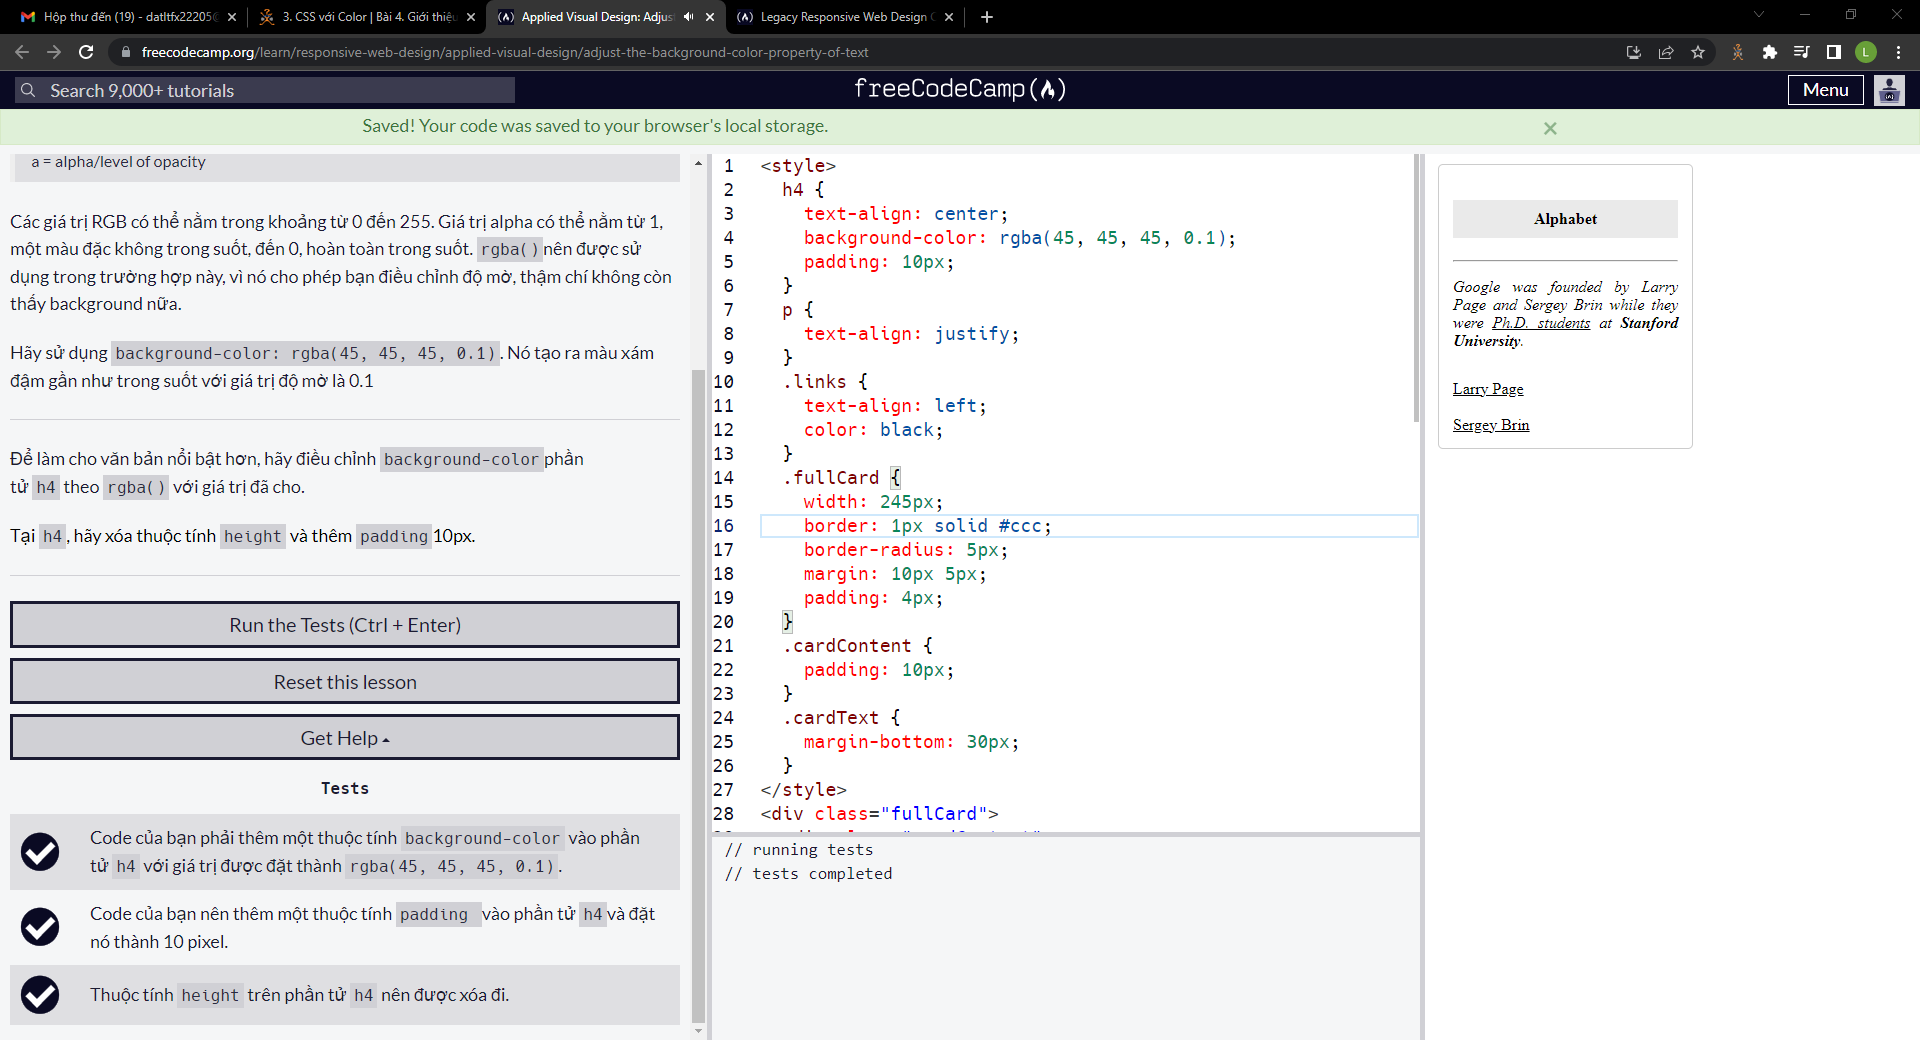 Hộp thư đến (19) - datltfx22205@
3. CSS với Color | Bài 4. Giới thiệu
Applied Visual Design: Adjus
Legacy Responsive Web Design C
freecodecamp.org/learn/responsive-web-design/applied-visual-design/adjust-the-background-color-property-of-text
L
Search 9,000+ tutorials
freeCodeCamp
Menu
Saved! Your code was saved to your browser's local storage.
a = alpha/level of opacity
Các giá trị RGB có thể nằm trong khoảng từ 0 đến 255. Giá trị alpha có thể nằm từ 1,
một màu đặc không trong suốt, đến 0, hoàn toàn trong suốt. rgba() nên được sử
dụng trong trường hợp này, vì nó cho phép bạn điều chỉnh độ mờ, thậm chí không còn
thấy background nữa.
Hãy sử dụng background-color: rgba(45, 45, 45, 0.1). Nó tạo ra màu xám
đậm gần như trong suốt với giá trị độ mờ là 0.1
Để làm cho văn bản nổi bật hơn, hãy điều chỉnh background-color phần
tử h4 theo rgba() với giá trị đã cho.
Tại h4, hãy xóa thuộc tính height và thêm padding 10px.
Run the Tests (Ctrl + Enter)
Reset this lesson
Get Help
Tests
Code của bạn phải thêm một thuộc tính background-color vào phần
tử h4 với giá trị được đặt thành rgba(45, 45, 45, 0.1).
Code của bạn nên thêm một thuộc tính padding vào phần tử h4 và đặt
nó thành 10 pixel.
Thuộc tính height trên phần tử h4 nên được xóa đi.
1 <style>
2 h4 {
3 text-align: center;
4 background-color: rgba(45, 45, 45, 0.1);
5 padding: 10px;
6 }
7 p {
8 text-align: justify;
9 }
10 .links {
11 text-align: left;
12 color: black;
13 }
14 .fullCard {
15 width: 245px;
16 border: 1px solid #ccc;
17 border-radius: 5px;
18 margin: 10px 5px;
19 padding: 4px;
20 }
21 .cardContent {
22 padding: 10px;
23 }
24 .cardText {
25 margin-bottom: 30px;
26 }
27 </style>
28 <div class="fullCard">
// running tests
// tests completed
Alphabet
Google was founded by Larry
Page and Sergey Brin while they
were Ph.D. students at Stanford
University.
Larry Page
Sergey Brin